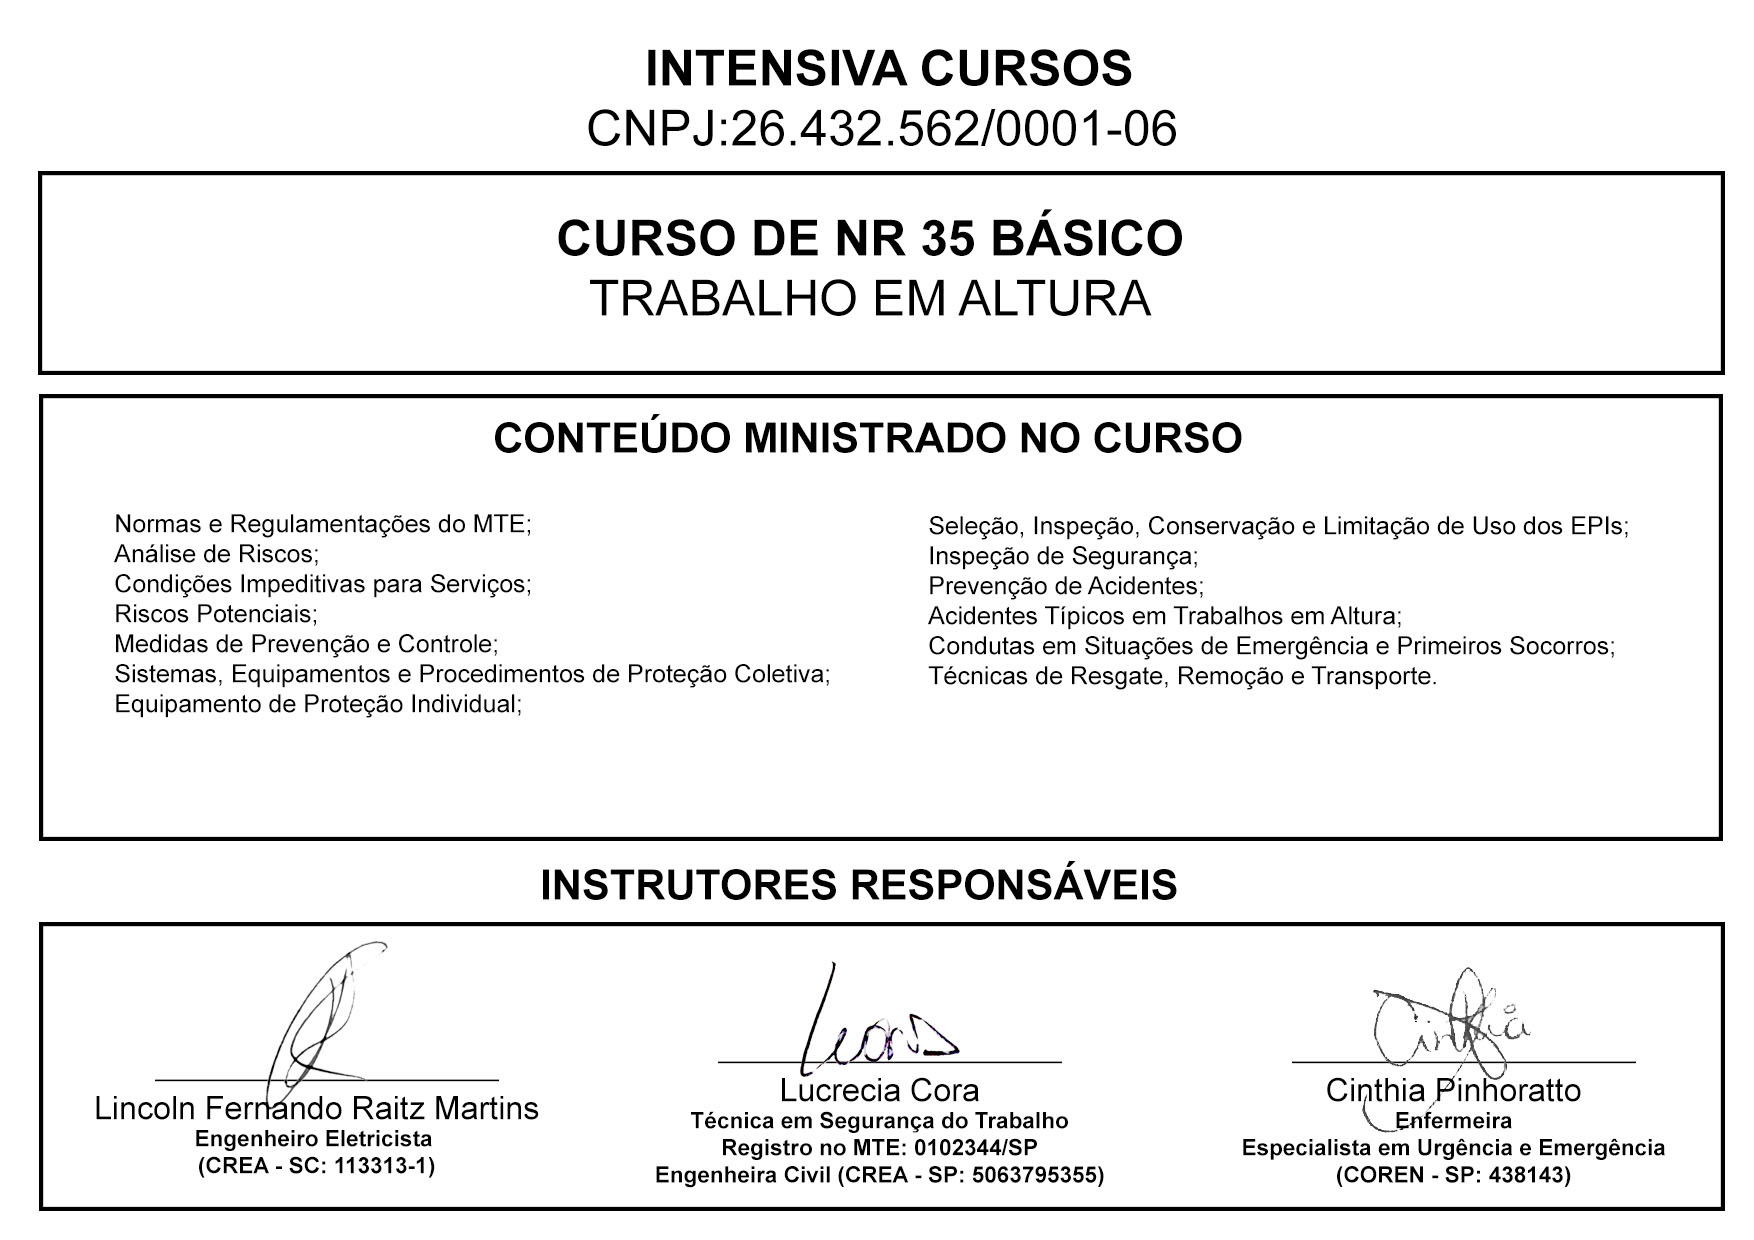 INTENSIVA CURSOS
CNPJ:26.432.562/0001-06
CURSO DE NR 35 BÁSICO
TRABALHO EM ALTURA
CONTEÚDO MINISTRADO NO CURSO
Normas e Regulamentações do MTE;
Análise de Riscos;
Condições Impeditivas para Serviços;
Riscos Potenciais;
Medidas de Prevenção e Controle;
Sistemas, Equipamentos e Procedimentos de Proteção Coletiva;
Equipamento de Proteção Individual;
Seleção, Inspeção, Conservação e Limitação de Uso dos EPIs;
Inspeção de Segurança;
Prevenção de Acidentes;
Acidentes Típicos em Trabalhos em Altura;
Condutas em Situações de Emergência e Primeiros Socorros;
Técnicas de Resgate, Remoção e Transporte.
INSTRUTORES RESPONSÁVEIS
Lincoln Fernando Raitz Martins
Engenheiro Eletricista
(CREA - SC: 113313-1)
Lucrecia Cora
Técnica em Segurança do Trabalho
Registro no MTE: 0102344/SP
Engenheira Civil (CREA - SP: 5063795355)
Cinthia
Cinthia Pinhoratto
Enfermeira
Especialista em Urgência e Emergência
(COREN - SP: 438143)